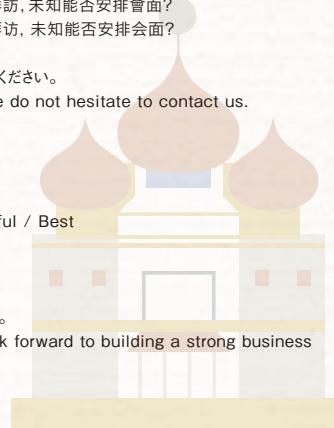 訪,未知能否安排會面?
访, 未知能否安排会面?
ください。
e do not hesitate to contact us.
ful / Best
。
k forward to building a strong business